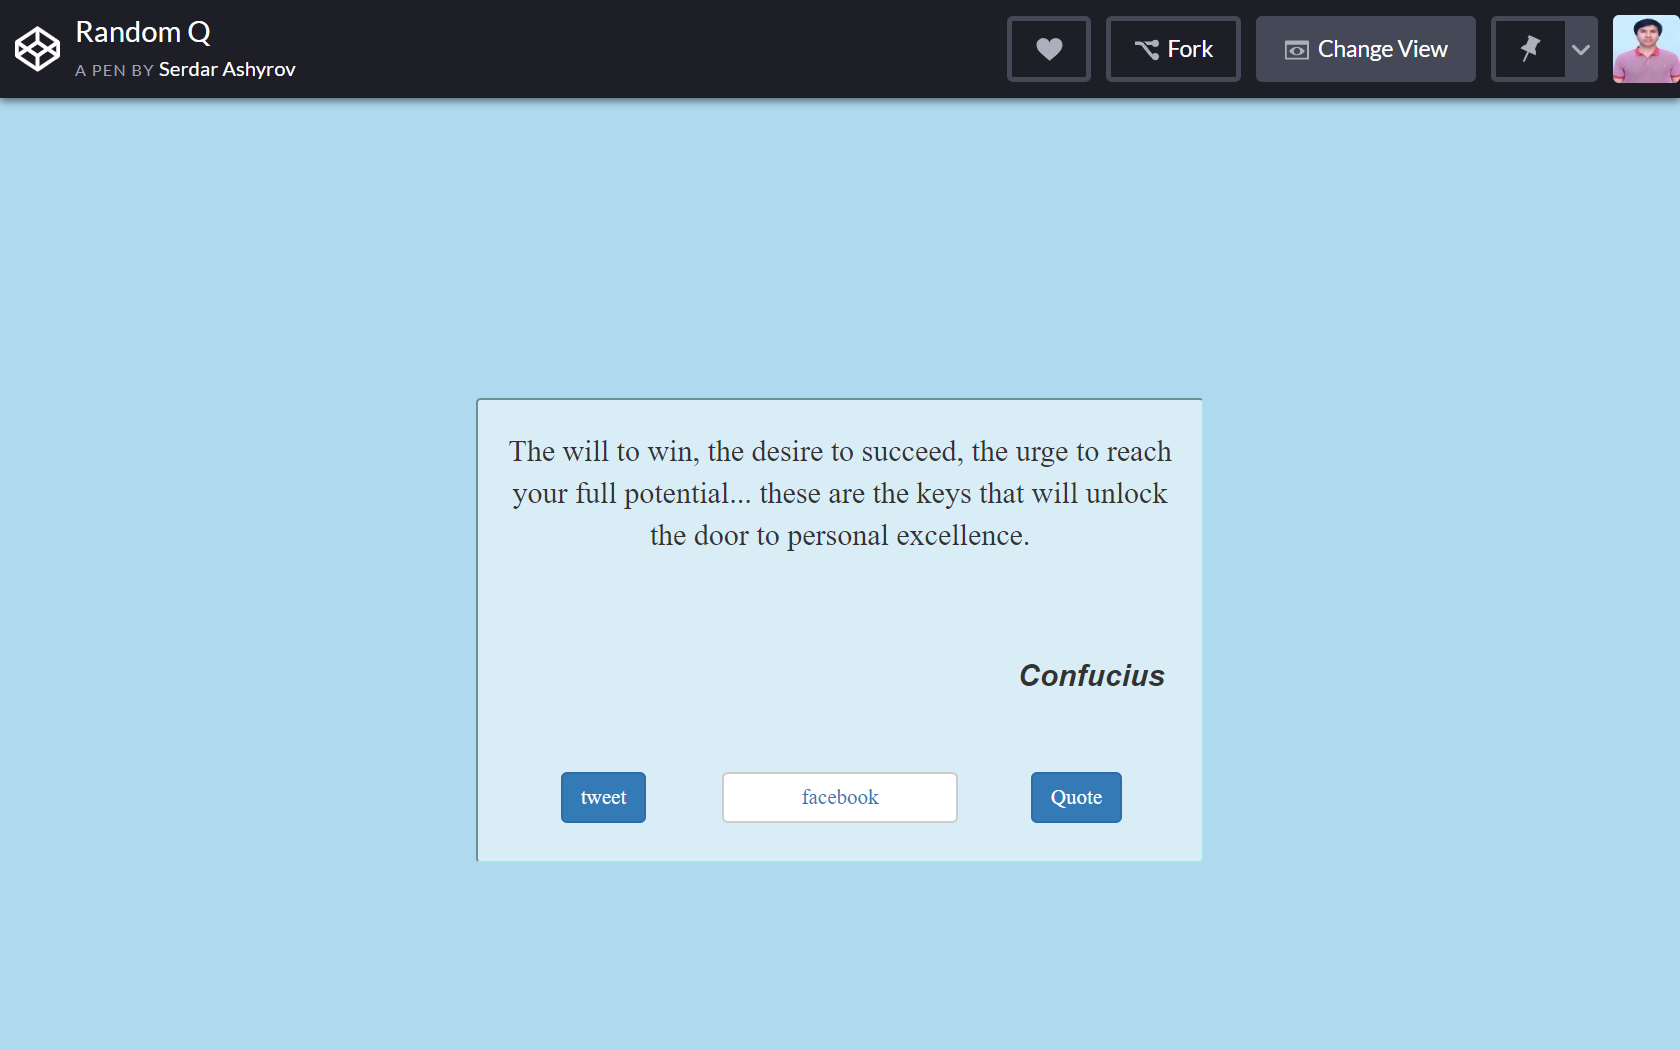 Random Q
A PEN BY Serdar Ashyrov
Fork
Change View
The will to win, the desire to succeed, the urge to reach
your full potential... these are the keys that will unlock
the door to personal excellence.
Confucius
tweet
facebook
Quote